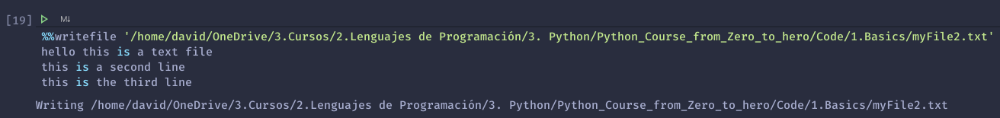 [19] M↓
%%writefile '/home/david/OneDrive/3.Cursos/2.Lenguajes de Programación/3. Python/Python_Course_from_Zero_to_hero/Code/1.Basics/myFile2.txt'
hello this is a text file
this is a second line
this is the third line
Writing /home/david/OneDrive/3.Cursos/2.Lenguajes de Programación/3. Python/Python_Course_from_Zero_to_hero/Code/1.Basics/myFile2.txt